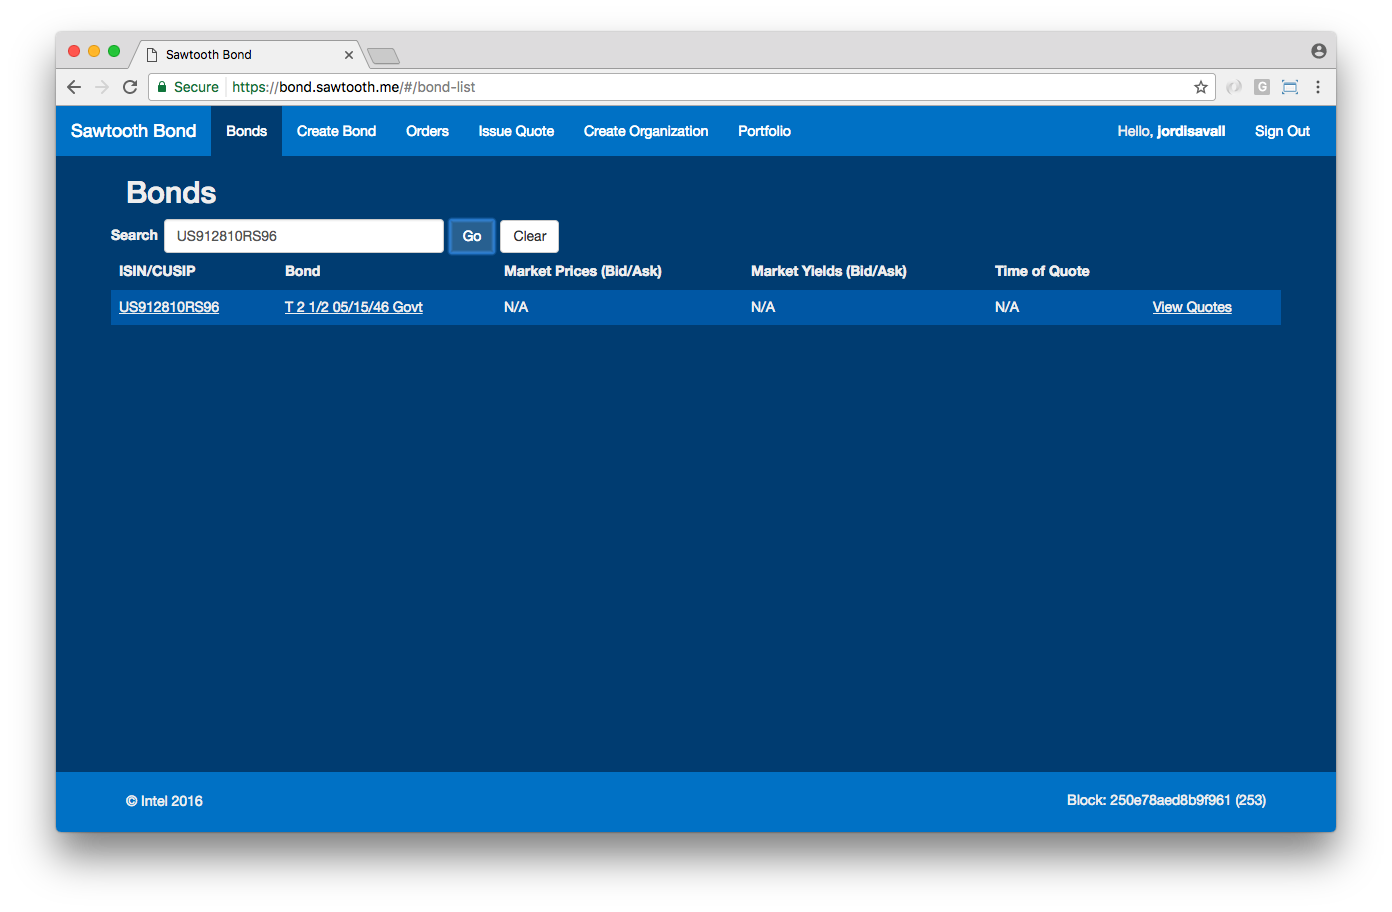 Sawtooth Bond
Secure https://bond.sawtooth.me/#/bond-list
Sawtooth Bond Bonds Create Bond Orders Issue Quote Create Organization Portfolio Hello, jordisavall Sign Out
Bonds
Search US912810RS96 Go Clear
ISIN/CUSIP Bond Market Prices (Bid/Ask) Market Yields (Bid/Ask) Time of Quote
US912810RS96 T 2 1/2 05/15/46 Govt N/A N/A N/A View Quotes
© Intel 2016 Block: 250e78aed8b9f961 (253)